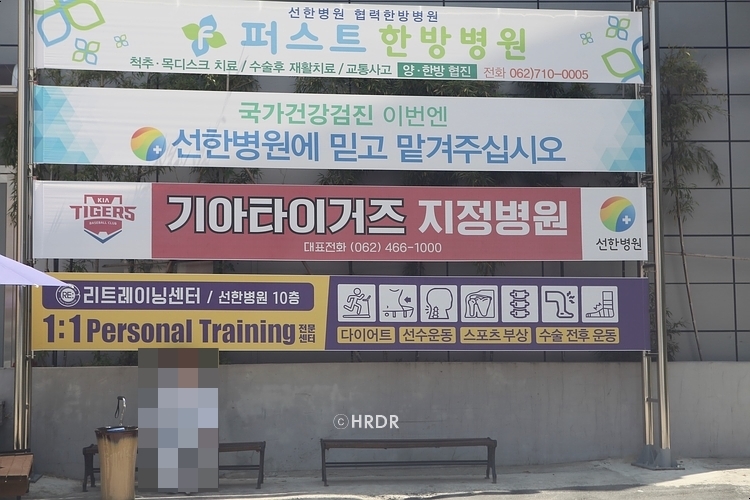 선한병원 협력한방병원
퍼스트 한방병원
척추·목디스크 치료 / 수술후 재활치료 / 교통사고 양·한방 협진 전화 062)710-0005
국가건강검진 이번엔
선한병원에 믿고 맡겨주십시오
KIA
TIGERS
BASEBALL CLUB
기아타이거즈 지정병원
대표전화 (062) 466-1000
선한병원
RE: 리트레이닝센터 / 선한병원 10층
1:1 Personal Training 전문센터
다이어트 선수운동 스포츠 부상 수술 전후 운동
©HRDR